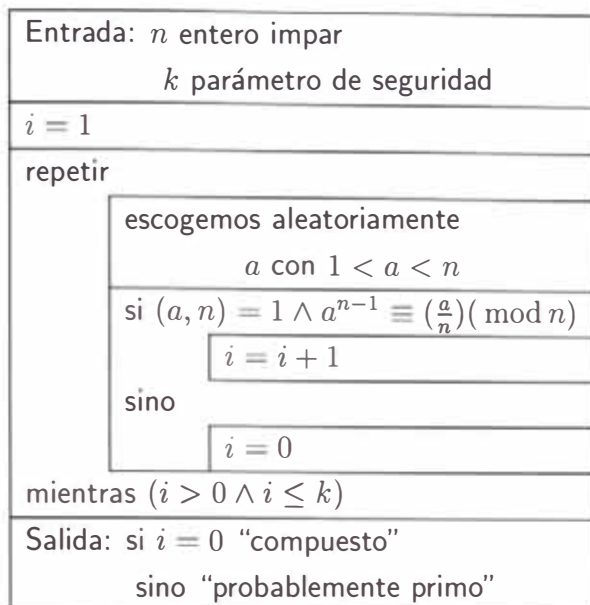 Entrada: n entero impar
k parámetro de seguridad
i = 1
repetir
escogemos aleatoriamente
a con 1 < a < n
si (a, n) = 1 ∧ a^{n−1} ≡ (a/n)( mod n)
i = i + 1
sino
i = 0
mientras (i > 0 ∧ i ≤ k)
Salida: si i = 0 “compuesto”
sino “probablemente primo”